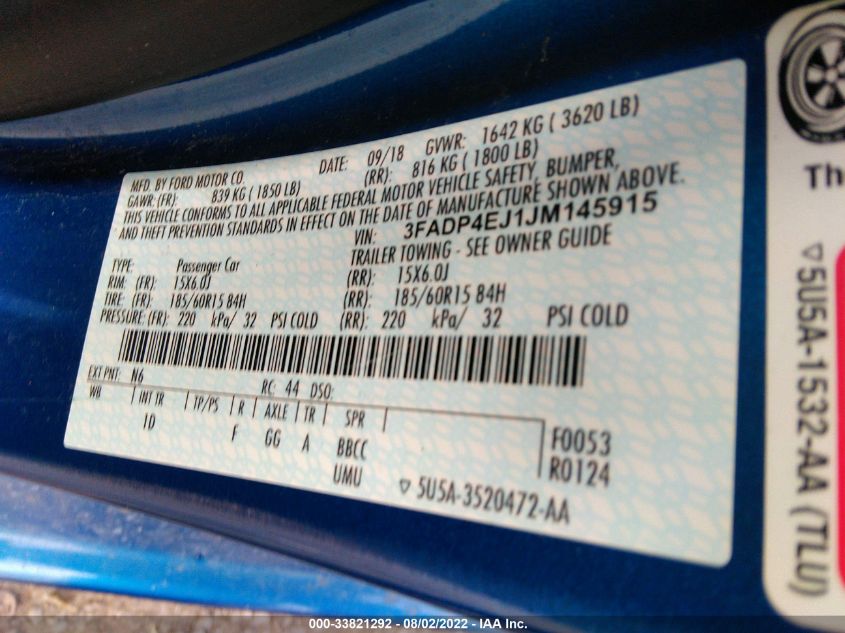 MFD. BY FORD MOTOR CO. DATE: 09/18 GVWR: 1642 KG ( 3620 LB)
GAWR: (FR): 839 KG ( 1850 LB) (RR): 816 KG ( 1800 LB)
THIS VEHICLE CONFORMS TO ALL APPLICABLE FEDERAL MOTOR VEHICLE SAFETY, BUMPER,
AND THEFT PREVENTION STANDARDS IN EFFECT ON THE DATE OF MANUFACTURE SHOWN ABOVE.
VIN: 3FADP4EJ1JM145915
TRAILER TOWING - SEE OWNER GUIDE
TYPE: Passenger Car
RIM: (FR): 15X6.0J (RR): 15X6.0J
TIRE: (FR): 185/60R15 84H (RR): 185/60R15 84H
PRESSURE: (FR): 220 kPa/ 32 PSI COLD (RR): 220 kPa/ 32 PSI COLD
EXT PNT: N6 RC: 44 DSO:
WB INT TR TP/PS R AXLE TR SPR
1D F GG A BBCC
UMU
F0053
R0124
▽ 5U5A-3520472-AA
Th
▽ 5U5A-1532-AA (TLU)
000-33821292 - 08/02/2022 - IAA Inc.